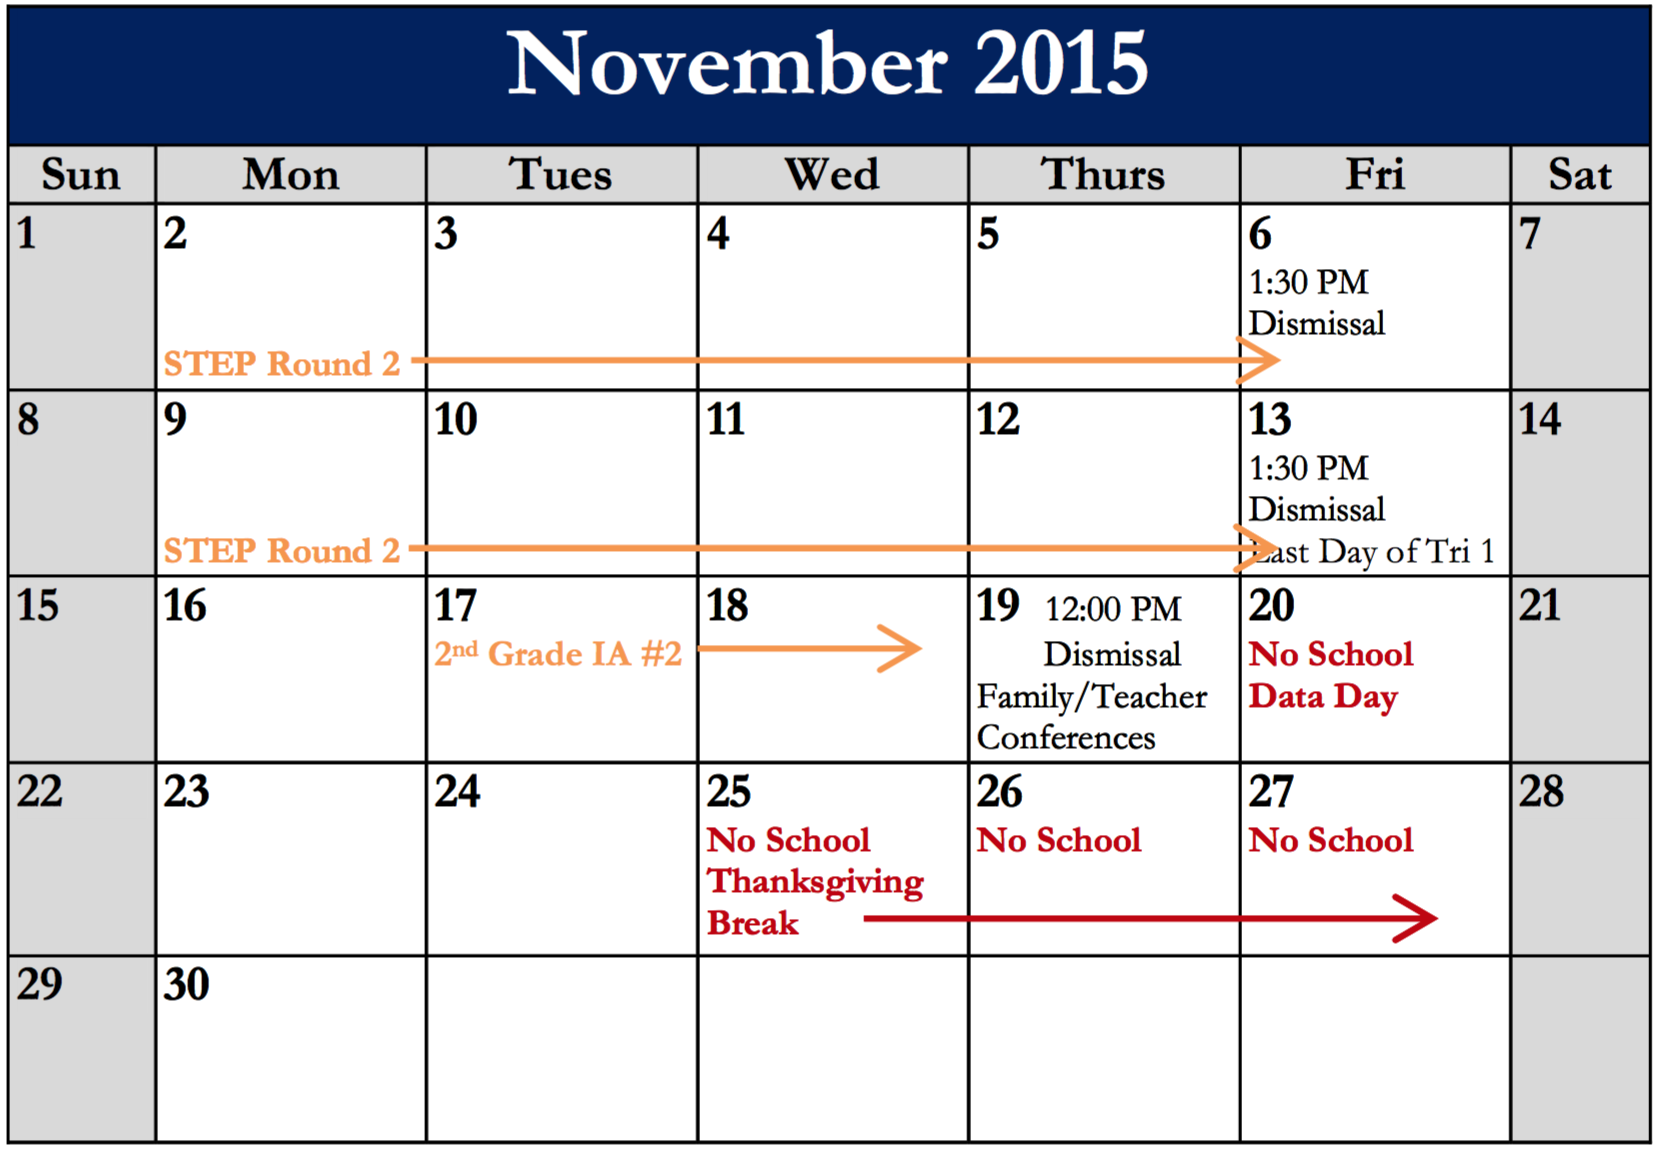 November 2015
Sun Mon Tues Wed Thurs Fri Sat
1 2 3 4 5 6 7
1:30 PM
Dismissal
STEP Round 2
8 9 10 11 12 13 14
1:30 PM
Dismissal
STEP Round 2 Last Day of Tri 1
15 16 17 18 19 12:00 PM 20 21
2nd Grade IA #2 Dismissal No School
Family/Teacher Data Day
Conferences
22 23 24 25 26 27 28
No School No School No School
Thanksgiving
Break
29 30